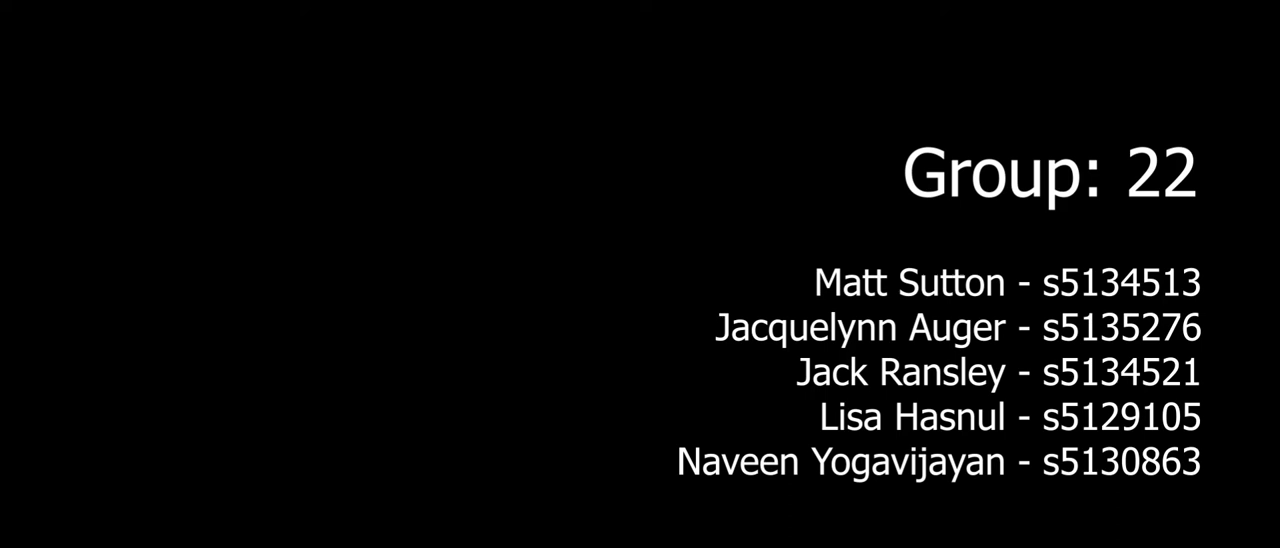 Group: 22
Matt Sutton - s5134513
Jacquelynn Auger - s5135276
Jack Ransley - s5134521
Lisa Hasnul - s5129105
Naveen Yogavijayan - s5130863